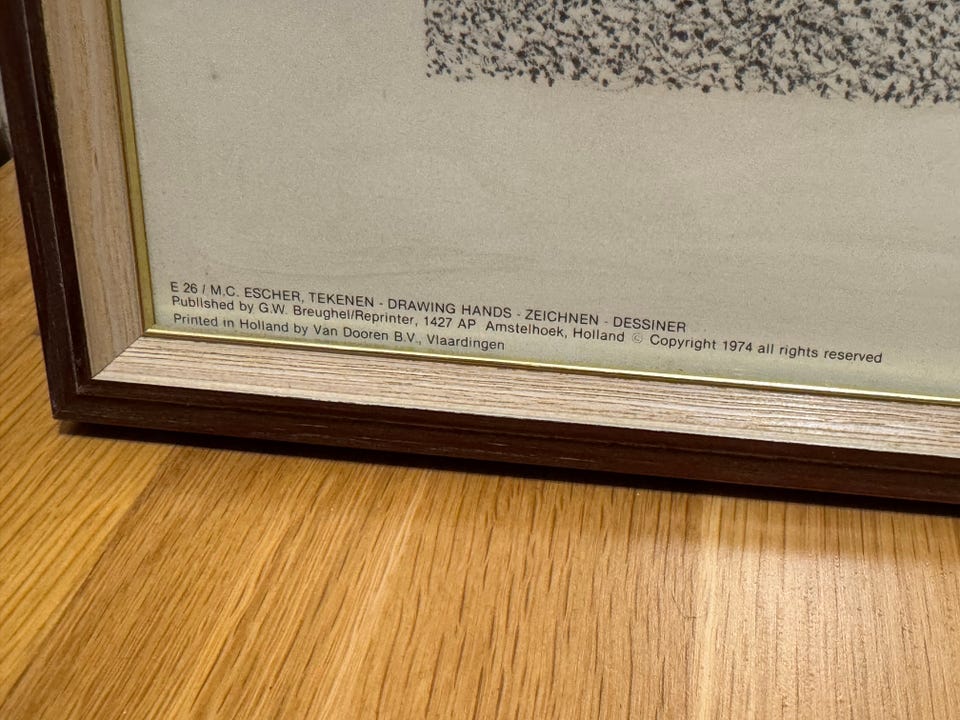 E 26 / M.C. ESCHER, TEKENEN - DRAWING HANDS - ZEICHNEN - DESSINER
Published by G.W. Breughel/Reprinter, 1427 AP Amstelhoek, Holland © Copyright 1974 all rights reserved
Printed in Holland by Van Dooren B.V., Vlaardingen